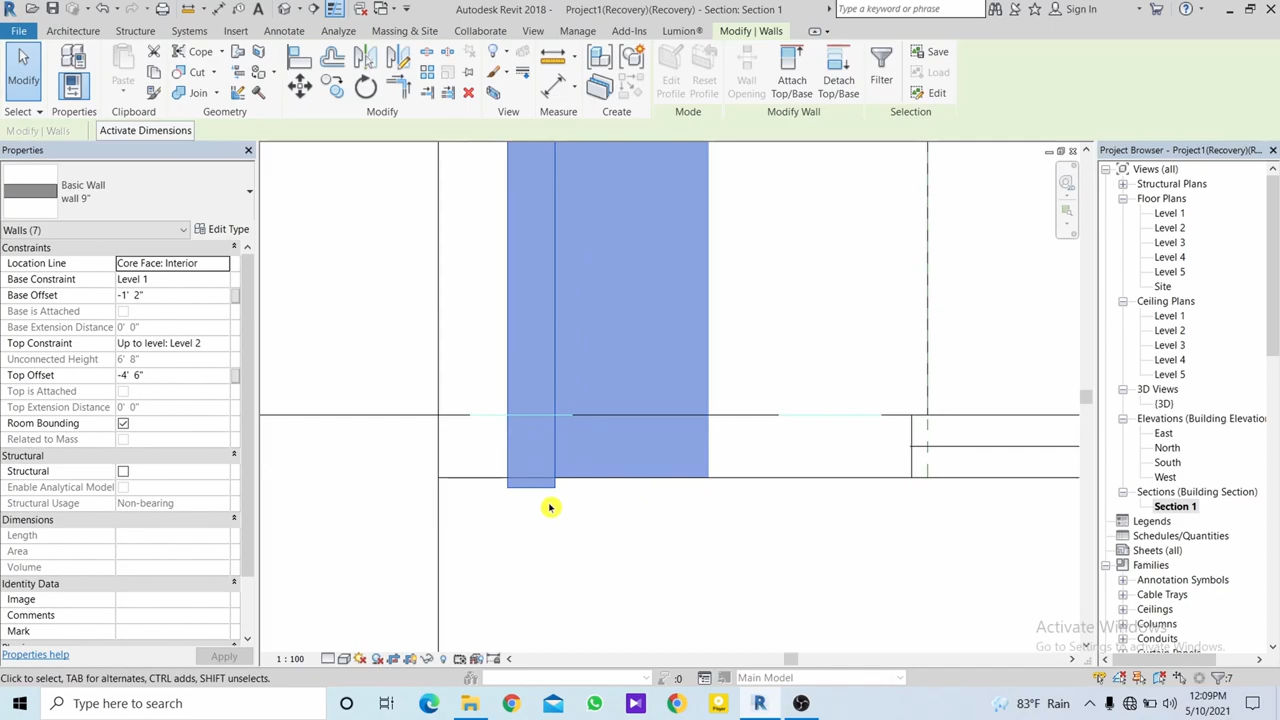 Autodesk Revit 2018 - Project1(Recovery)(Recovery) - Section: Section 1
Type a keyword or phrase
Sign In
File Architecture Structure Systems Insert Annotate Analyze Massing & Site Collaborate View Manage Add-Ins Lumion® Modify | Walls
Modify
Select
Properties
Paste
Clipboard
Cope
Cut
Join
Geometry
Modify
View
Measure
Create
Edit Profile
Reset Profile
Mode
Wall Opening
Attach Top/Base
Detach Top/Base
Modify Wall
Filter
Save
Load
Edit
Selection
Modify | Walls Activate Dimensions
Properties
Basic Wall
wall 9"
Walls (7) Edit Type
Constraints
Location Line Core Face: Interior
Base Constraint Level 1
Base Offset -1' 2"
Base is Attached
Base Extension Distance 0' 0"
Top Constraint Up to level: Level 2
Unconnected Height 6' 8"
Top Offset -4' 6"
Top is Attached
Top Extension Distance 0' 0"
Room Bounding
Related to Mass
Structural
Structural
Enable Analytical Model
Structural Usage Non-bearing
Dimensions
Length
Area
Volume
Identity Data
Image
Comments
Mark
Properties help Apply
Project Browser - Project1(Recovery)(R...
Views (all)
Structural Plans
Floor Plans
Level 1
Level 2
Level 3
Level 4
Level 5
Site
Ceiling Plans
Level 1
Level 2
Level 3
Level 4
Level 5
3D Views
{3D}
Elevations (Building Elevation
East
North
South
West
Sections (Building Section)
Section 1
Legends
Schedules/Quantities
Sheets (all)
Families
Annotation Symbols
Cable Trays
Ceilings
Columns
Conduits
Activate Windows
Go to Settings to activate Windows.
1 : 100
Click to select, TAB for alternates, CTRL adds, SHIFT unselects.
:0
Main Model
:7
Type here to search
Player
83°F Rain
12:09PM
5/10/2021